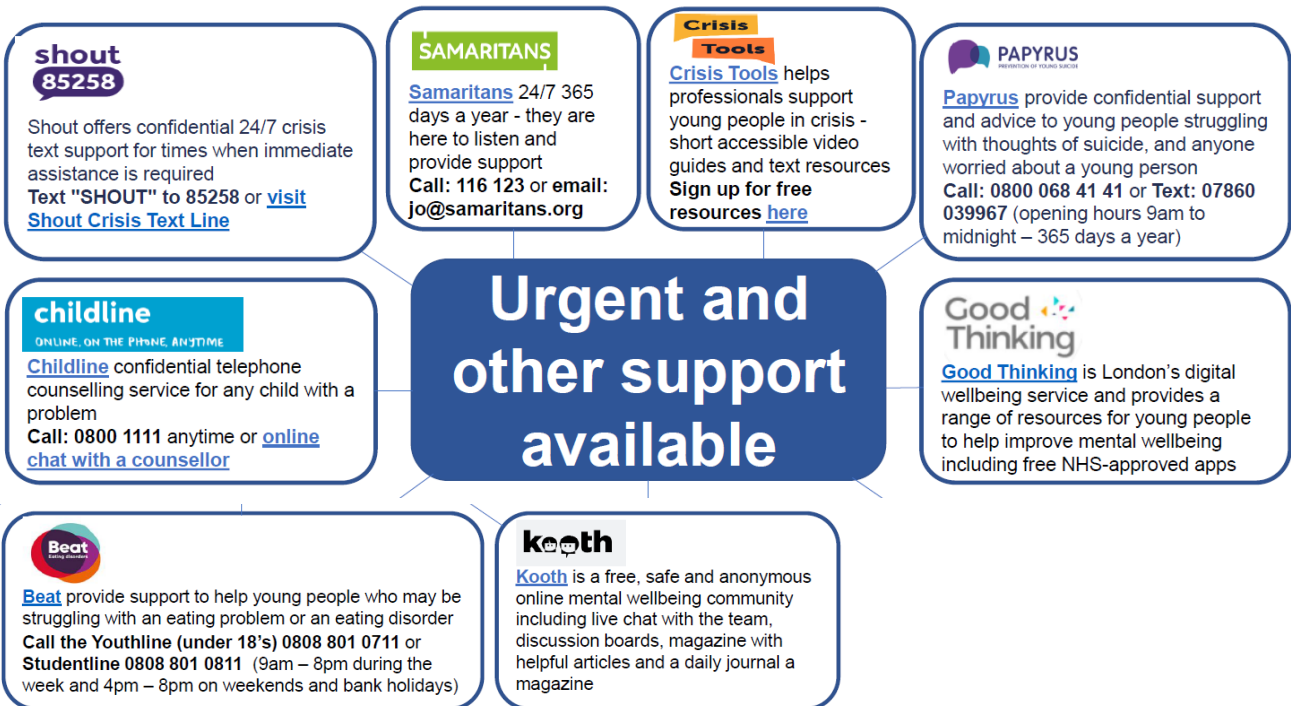 shout
85258
Shout offers confidential 24/7 crisis
text support for times when immediate
assistance is required
Text "SHOUT" to 85258 or visit
Shout Crisis Text Line
SAMARITANS
Samaritans 24/7 365
days a year - they are
here to listen and
provide support
Call: 116 123 or email:
jo@samaritans.org
Crisis
Tools
Crisis Tools helps
professionals support
young people in crisis -
short accessible video
guides and text resources
Sign up for free
resources here
PAPYRUS
PREVENTION OF YOUNG SUICIDE
Papyrus provide confidential support
and advice to young people struggling
with thoughts of suicide, and anyone
worried about a young person
Call: 0800 068 41 41 or Text: 07860
039967 (opening hours 9am to
midnight – 365 days a year)
Urgent and
other support
available
childline
ONLINE, ON THE PHONE, ANYTIME
Childline confidential telephone
counselling service for any child with a
problem
Call: 0800 1111 anytime or online
chat with a counsellor
Good
Thinking
Good Thinking is London's digital
wellbeing service and provides a
range of resources for young people
to help improve mental wellbeing
including free NHS-approved apps
Beat
Eating disorders
Beat provide support to help young people who may be
struggling with an eating problem or an eating disorder
Call the Youthline (under 18's) 0808 801 0711 or
Studentline 0808 801 0811 (9am – 8pm during the
week and 4pm – 8pm on weekends and bank holidays)
kooth
Kooth is a free, safe and anonymous
online mental wellbeing community
including live chat with the team,
discussion boards, magazine with
helpful articles and a daily journal a
magazine